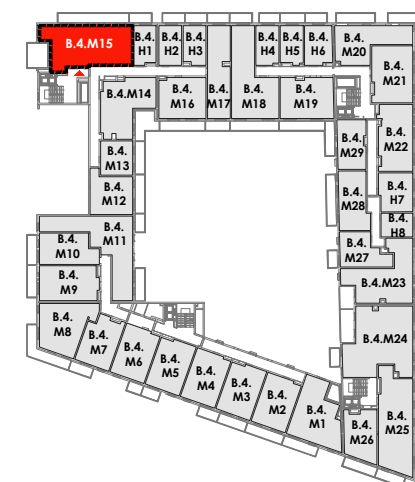 B.4.M15
B.4.
H1
B.4.
H2
B.4.
H3
B.4.
H4
B.4.
H5
B.4.
H6
B.4.
M20
B.4.
M21
B.4.M14
B.4.
M16
B.4.
M17
B.4.
M18
B.4.
M19
B.4.
M22
B.4.
M29
B.4.
M13
B.4.
M12
B.4.
H7
B.4.
M28
B.4.
H8
B.4.
M11
B.4.
M10
B.4.
M27
B.4.
M9
B.4.M23
B.4.
M8
B.4.
M7
B.4.
M6
B.4.
M5
B.4.
M4
B.4.
M3
B.4.
M2
B.4.
M1
B.4.M24
B.4.
M26
B.4.
M25